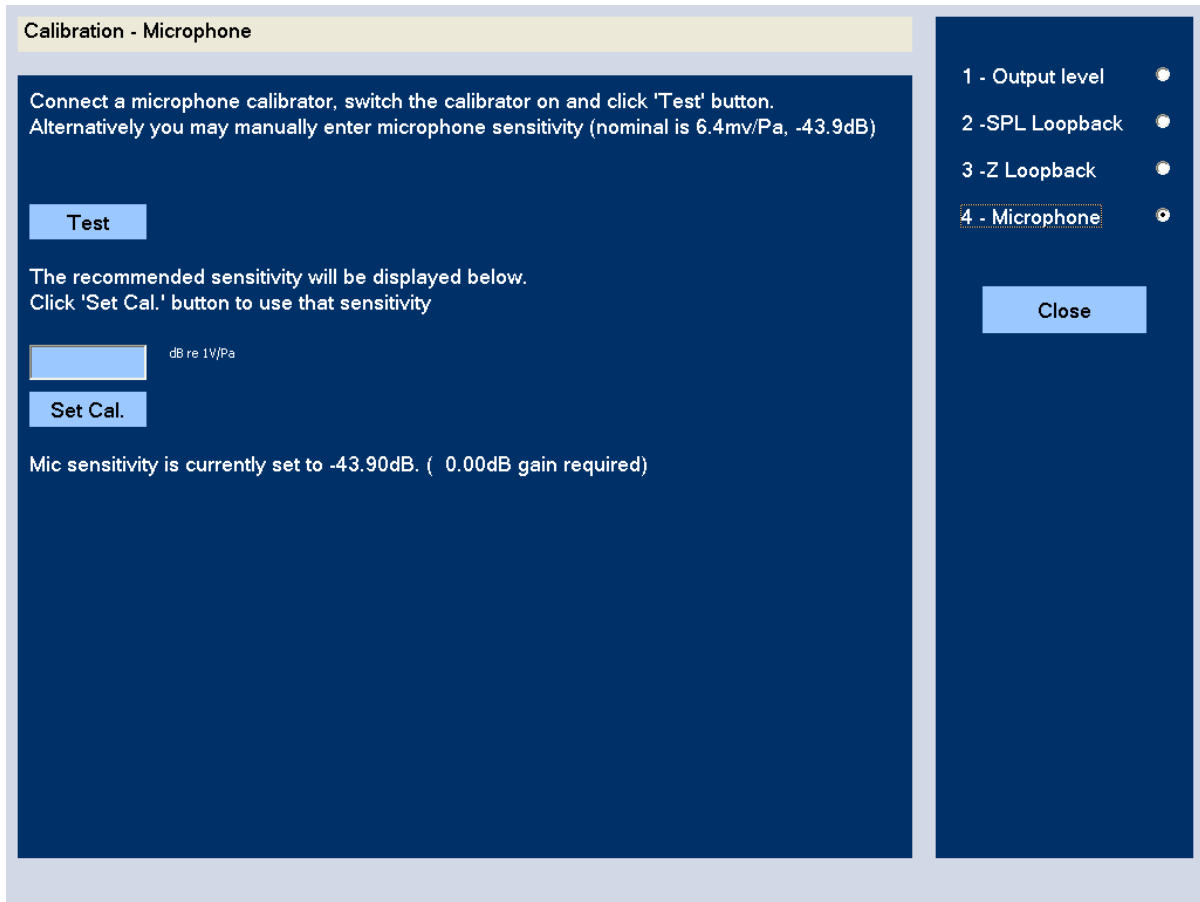 Calibration - Microphone
Connect a microphone calibrator, switch the calibrator on and click 'Test' button.
Alternatively you may manually enter microphone sensitivity (nominal is 6.4mv/Pa, -43.9dB)
Test
The recommended sensitivity will be displayed below.
Click 'Set Cal.' button to use that sensitivity
dB re 1V/Pa
Set Cal.
Mic sensitivity is currently set to -43.90dB. (  0.00dB gain required)
1 - Output level
2 -SPL Loopback
3 -Z Loopback
4 - Microphone
Close